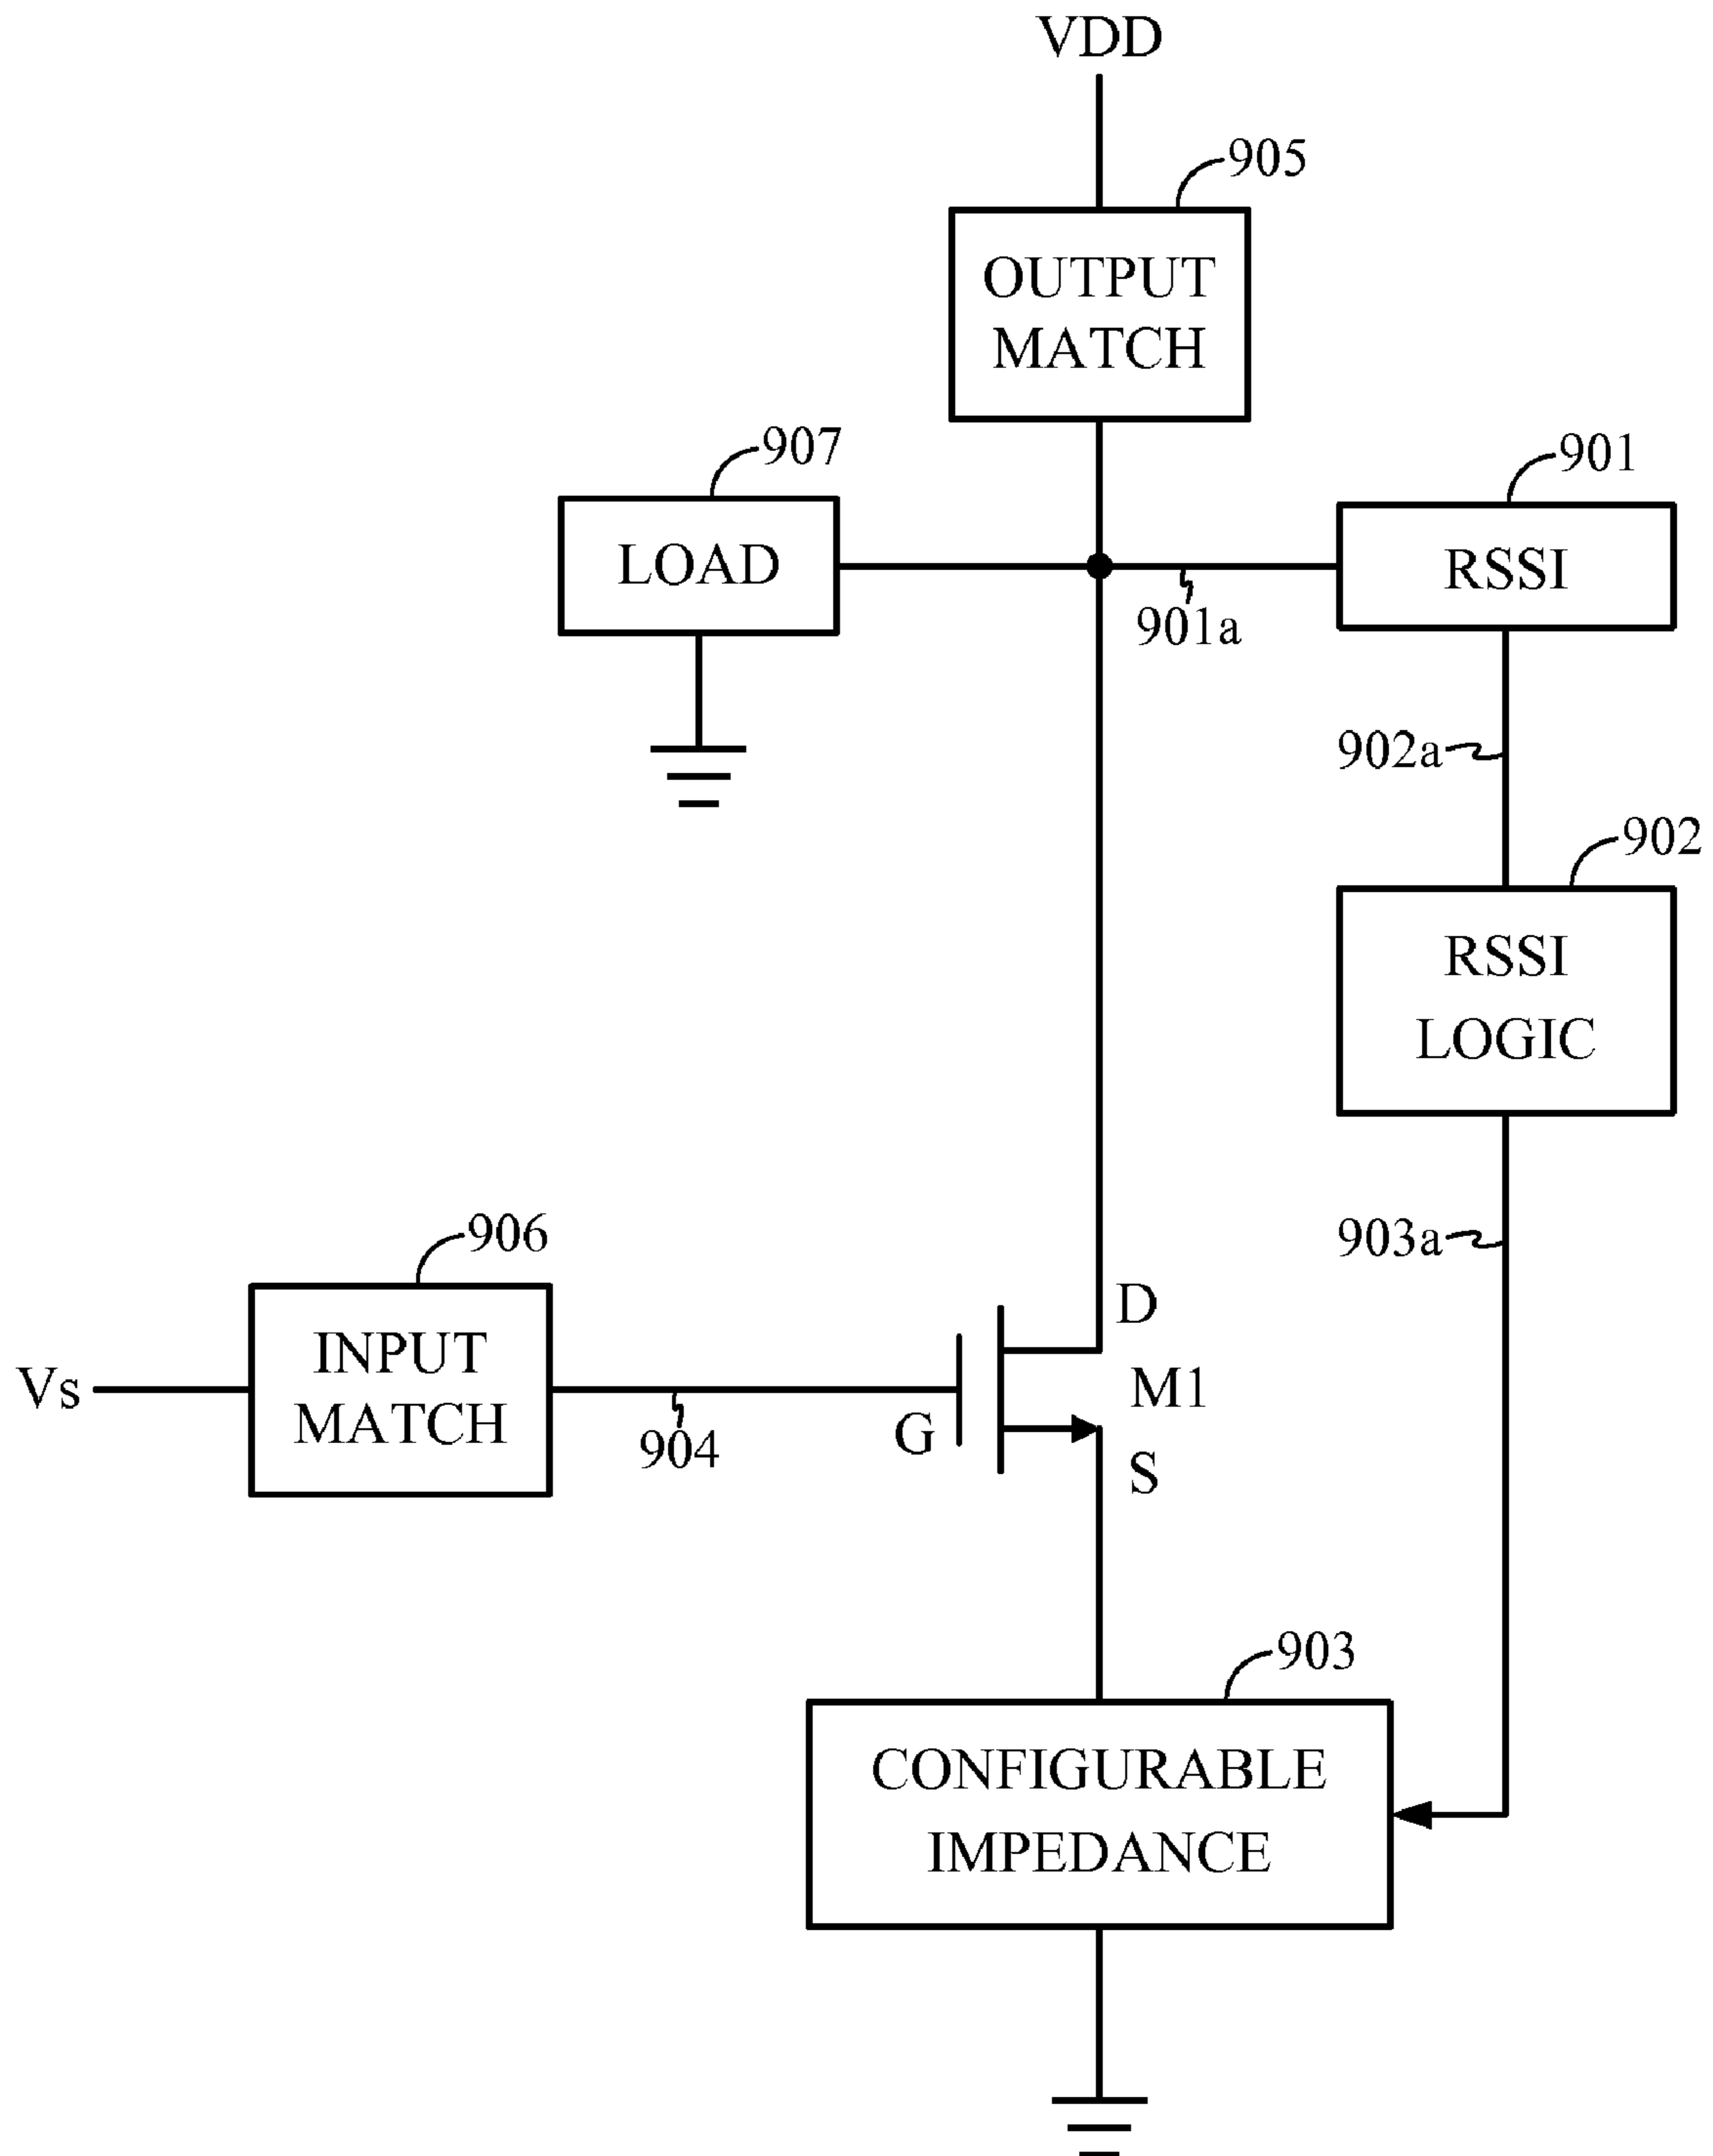 VDD
905
OUTPUT
MATCH
907
901
LOAD
RSSI
901a
902a
902
RSSI
LOGIC
906
903a
INPUT
MATCH
Vs
904
G
D
M1
S
903
CONFIGURABLE
IMPEDANCE